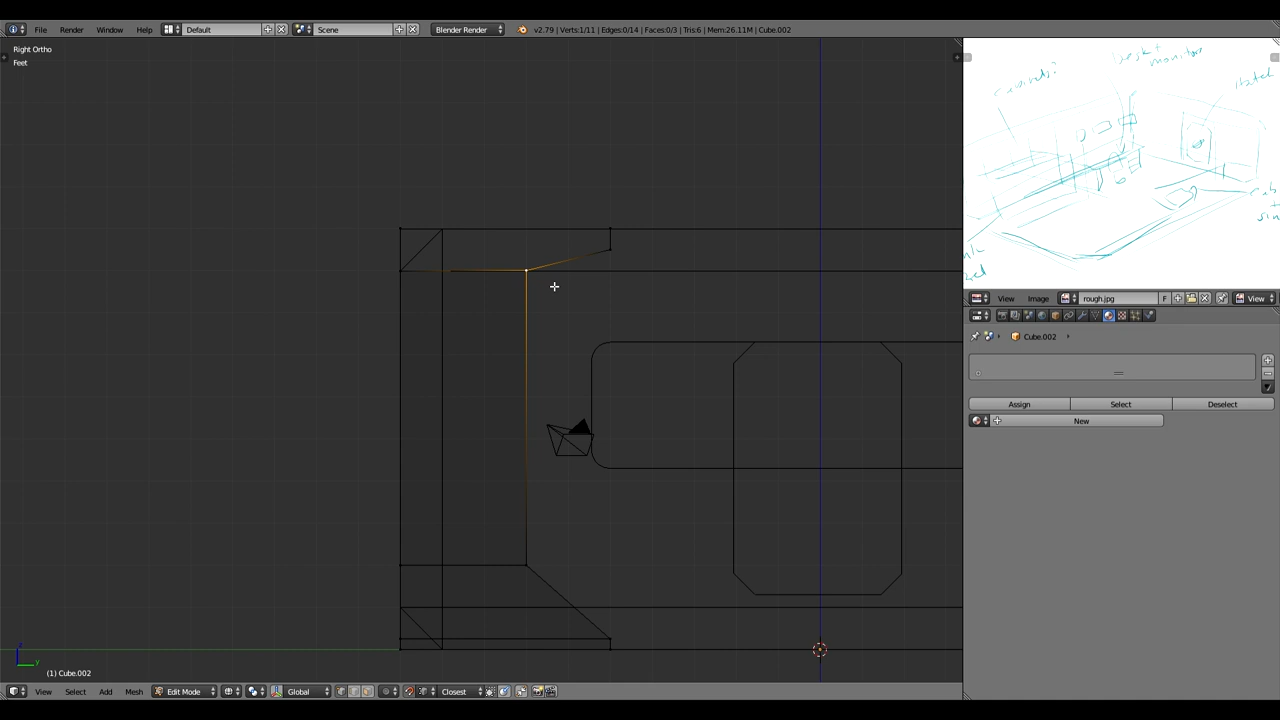 File Render Window Help Default Scene Blender Render v2.79 | Verts:1/11 | Edges:0/14 | Faces:0/3 | Tris:6 | Mem:26.11M | Cube.002
Right Ortho
Feet
monitor
View Image rough.jpg F View
Cube.002
Assign Select Deselect
New
z
y
(1) Cube.002
View Select Add Mesh Edit Mode Global Closest